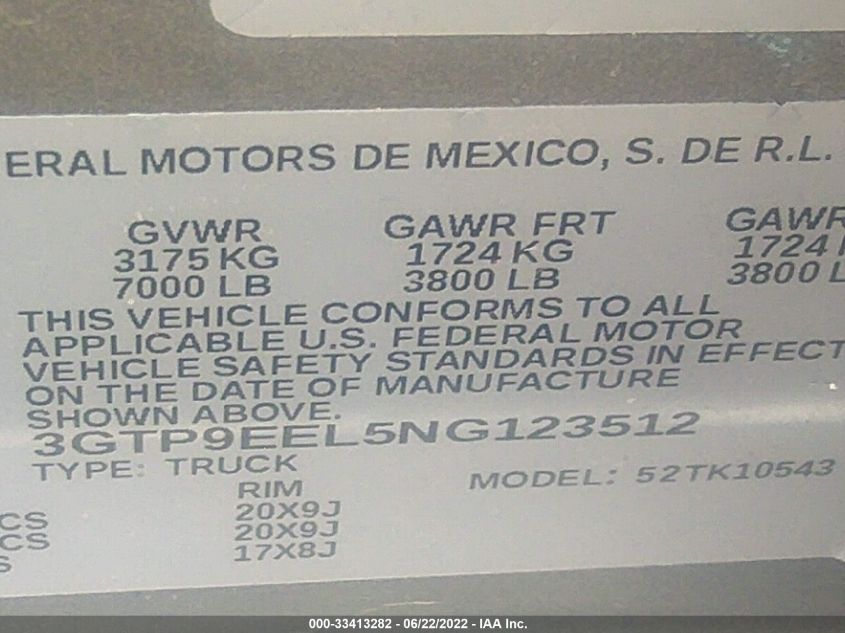 ERAL MOTORS DE MEXICO, S. DE R.L.
GVWR GAWR FRT GAWR
3175 KG 1724 KG 1724
7000 LB 3800 LB 3800 L
THIS VEHICLE CONFORMS TO ALL
APPLICABLE U.S. FEDERAL MOTOR
VEHICLE SAFETY STANDARDS IN EFFECT
ON THE DATE OF MANUFACTURE
SHOWN ABOVE.
3GTP9EEL5NG123512
TYPE: TRUCK MODEL: 52TK10543
RIM
CS 20X9J
CS 20X9J
S 17X8J
000-33413282 - 06/22/2022 - IAA Inc.